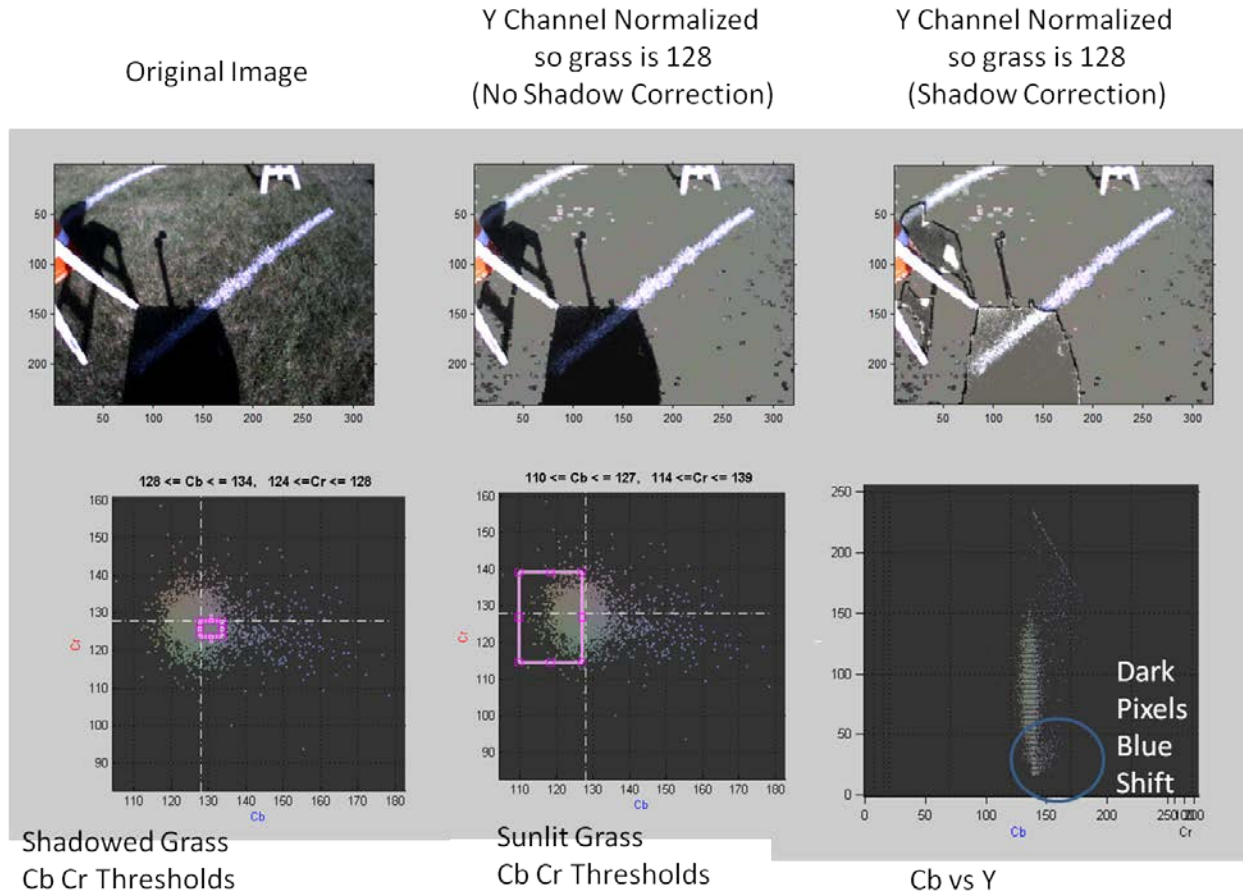 Original Image
Y Channel Normalized
so grass is 128
(No Shadow Correction)
Y Channel Normalized
so grass is 128
(Shadow Correction)
50
100
150
200
50 100 150 200 250 300
50
100
150
200
50 100 150 200 250 300
50
100
150
200
50 100 150 200 250 300
128 <= Cb < = 134, 124 <=Cr <= 128
160
150
140
130
120
110
100
90
Cr
110 120 130 140 150 160 170 180
Cb
110 <= Cb < = 127, 114 <=Cr <= 139
160
150
140
130
120
110
100
90
Cr
110 120 130 140 150 160 170 180
Cb
250
200
150
100
50
0
0 50 100 150 200 250
Cb
Cr
Dark
Pixels
Blue
Shift
Shadowed Grass
Cb Cr Thresholds
Sunlit Grass
Cb Cr Thresholds
Cb vs Y